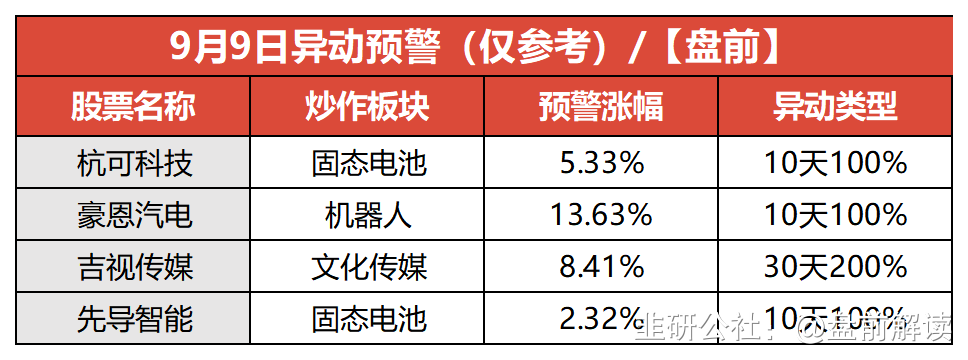 9月9日异动预警（仅参考）/【盘前】
股票名称 炒作板块 预警涨幅 异动类型
杭可科技 固态电池 5.33% 10天100%
豪恩汽电 机器人 13.63% 10天100%
吉视传媒 文化传媒 8.41% 30天200%
先导智能 固态电池 2.32% 10天100%
韭研公社：@盘前解读